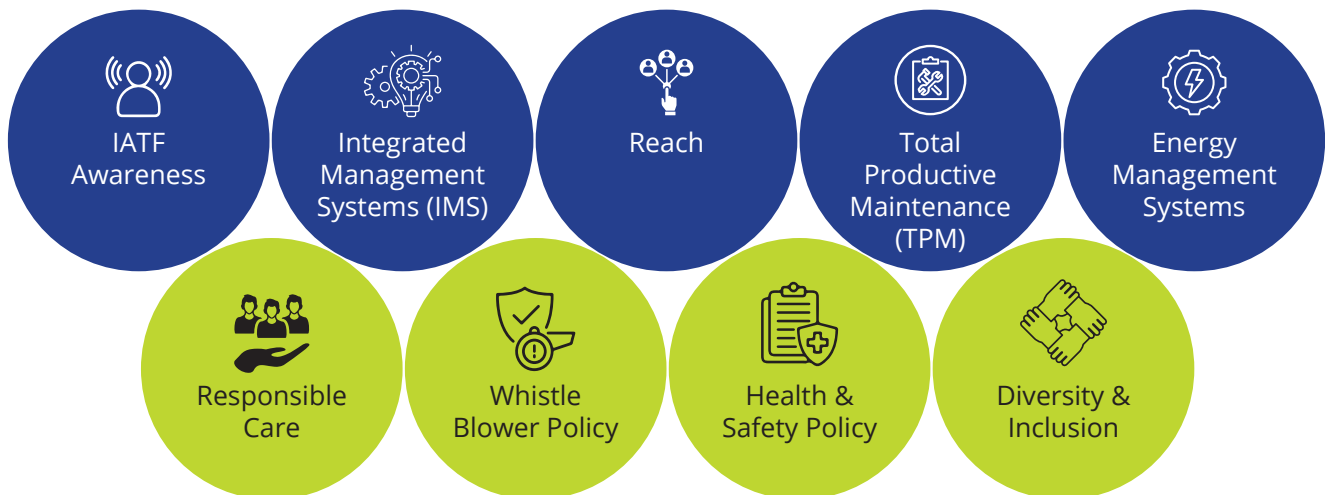 IATF
Awareness
Integrated
Management
Systems (IMS)
Reach
Total
Productive
Maintenance
(TPM)
Energy
Management
Systems
Responsible
Care
Whistle
Blower Policy
Health &
Safety Policy
Diversity &
Inclusion